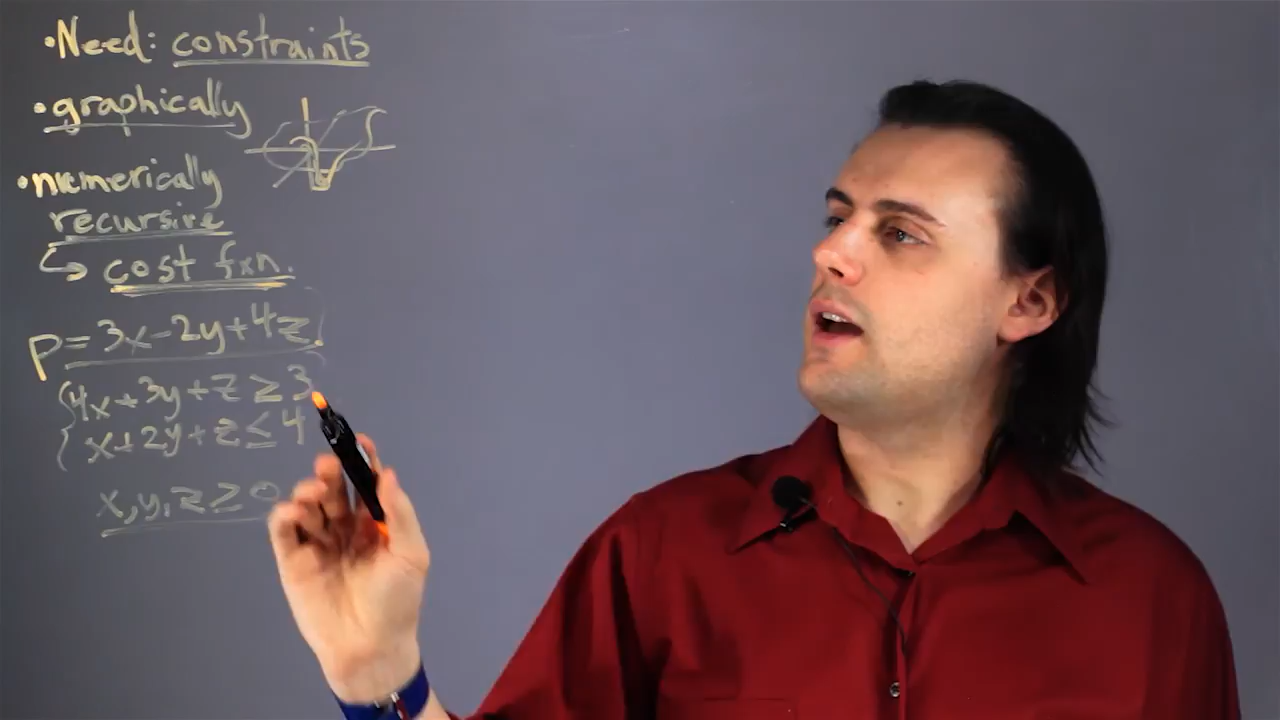 •Need: constraints
•graphically
•numerically
recursive
↳ cost fxn.
p = 3x-2y+4z
4x+3y+z ≥ 3
x+2y+z ≤ 4
x,y,z ≥ 0